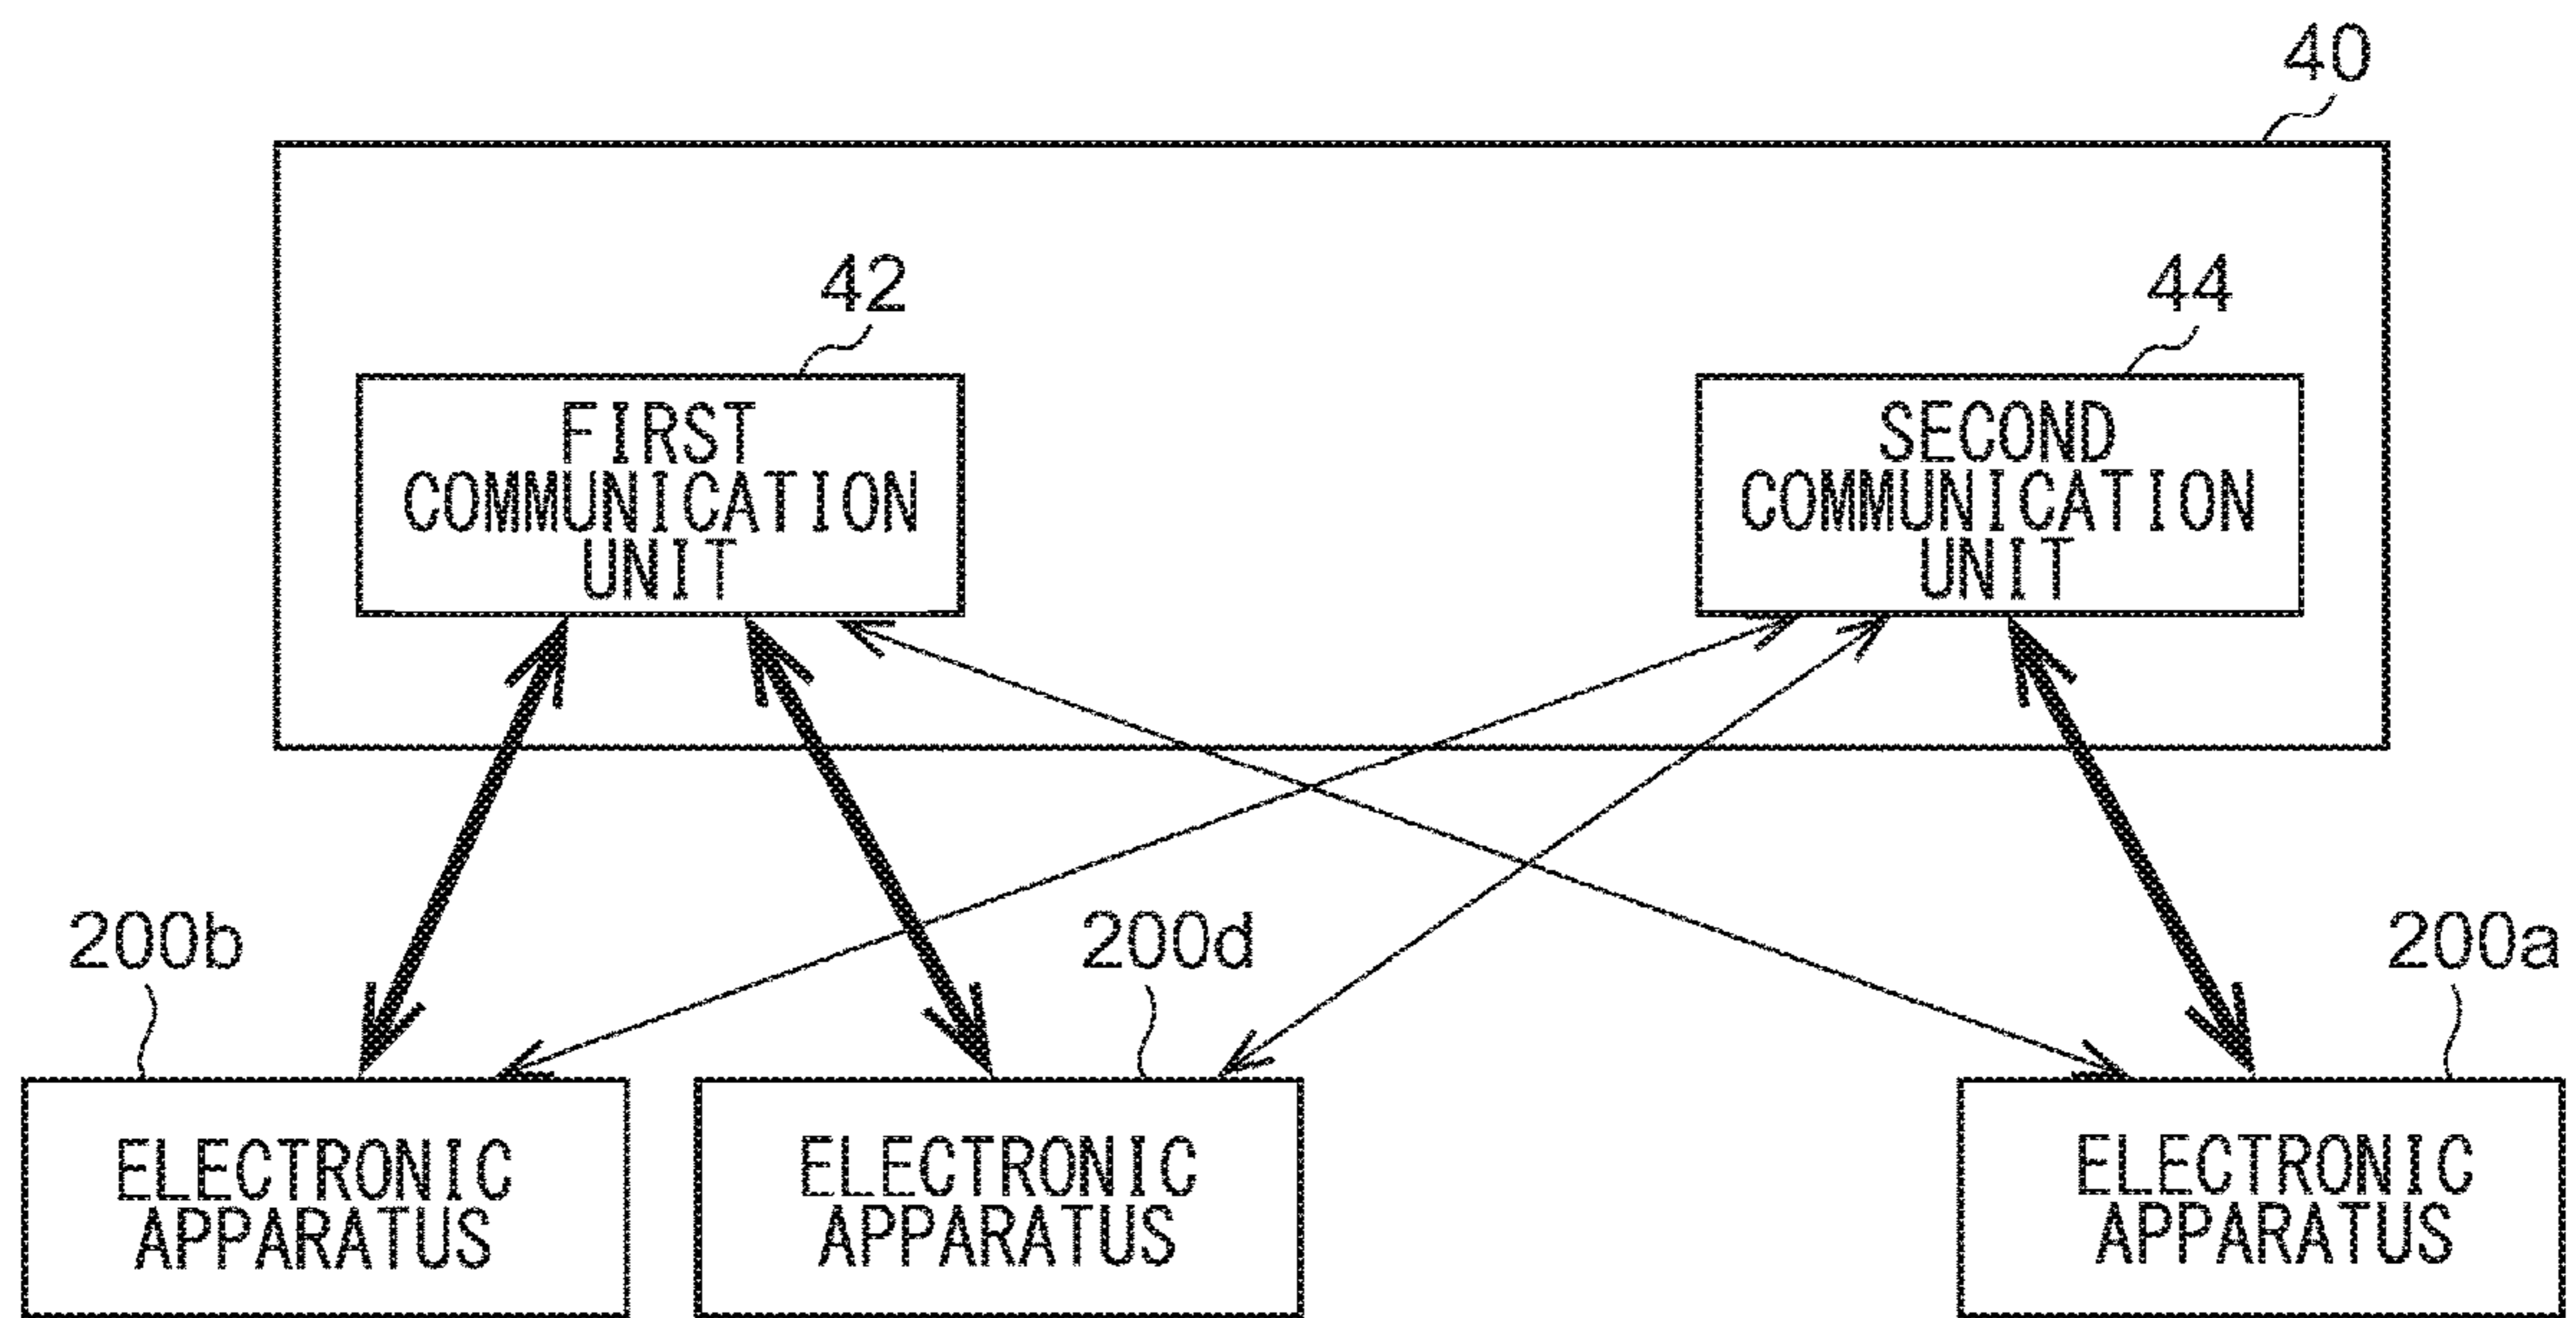 40
42
44
FIRST
COMMUNICATION
UNIT
SECOND
COMMUNICATION
UNIT
200b
200d
200a
ELECTRONIC
APPARATUS
ELECTRONIC
APPARATUS
ELECTRONIC
APPARATUS